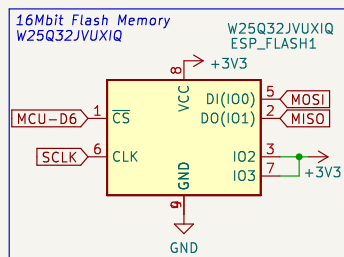 16Mbit Flash Memory
W25Q32JVUXIQ
W25Q32JVUXIQ
ESP_FLASH1
+3V3
8
VCC
5
DI(IO0)
MOSI
MCU-D6
1
CS
DO(IO1)
2
MISO
SCLK
6
CLK
IO2
3
IO3
7
+3V3
GND
GND